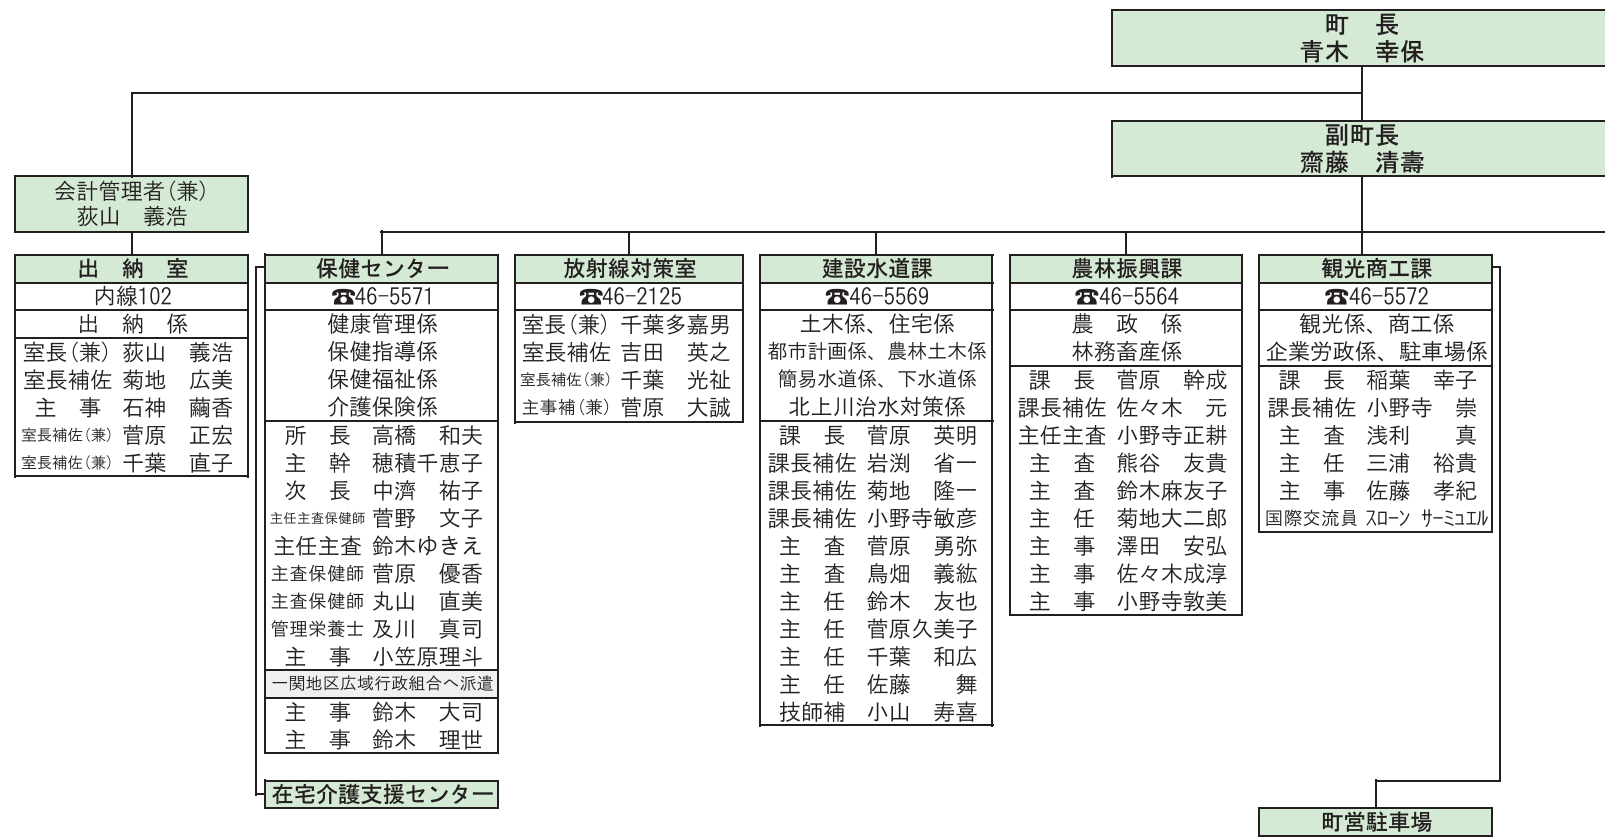 町　長
青木　幸保
副町長
齋藤　清壽
会計管理者（兼）
荻山　義浩
出　納　室
内線102
出　納　係
室長（兼）荻山　義浩
室長補佐 菊地　広美
主　事 石神　繭香
室長補佐（兼）菅原　正宏
室長補佐（兼）千葉　直子
保健センター
☎46-5571
健康管理係
保健指導係
保健福祉係
介護保険係
所　長 高橋　和夫
主　幹 穂積千恵子
次　長 中濟　祐子
主任主査保健師 菅野　文子
主任主査 鈴木ゆきえ
主査保健師 菅原　優香
主査保健師 丸山　直美
管理栄養士 及川　真司
主　事 小笠原理斗
一関地区広域行政組合へ派遣
主　事 鈴木　大司
主　事 鈴木　理世
在宅介護支援センター
放射線対策室
☎46-2125
室長（兼）千葉多嘉男
室長補佐 吉田　英之
室長補佐（兼）千葉　光祉
主事補（兼）菅原　大誠
建設水道課
☎46-5569
土木係、住宅係
都市計画係、農林土木係
簡易水道係、下水道係
北上川治水対策係
課　長 菅原　英明
課長補佐 岩渕　省一
課長補佐 菊地　隆一
課長補佐 小野寺敏彦
主　査 菅原　勇弥
主　査 鳥畑　義紘
主　任 鈴木　友也
主　任 菅原久美子
主　任 千葉　和広
主　任 佐藤　　舞
技師補 小山　寿喜
農林振興課
☎46-5564
農　政　係
林務畜産係
課　長 菅原　幹成
課長補佐 佐々木　元
主任主査 小野寺正耕
主　査 熊谷　友貴
主　査 鈴木麻友子
主　任 菊地大二郎
主　事 澤田　安弘
主　事 佐々木成淳
主　事 小野寺敦美
観光商工課
☎46-5572
観光係、商工係
企業労政係、駐車場係
課　長 稲葉　幸子
課長補佐 小野寺　崇
主　査 浅利　　真
主　任 三浦　裕貴
主　事 佐藤　孝紀
国際交流員 スローン サーミュエル
町営駐車場